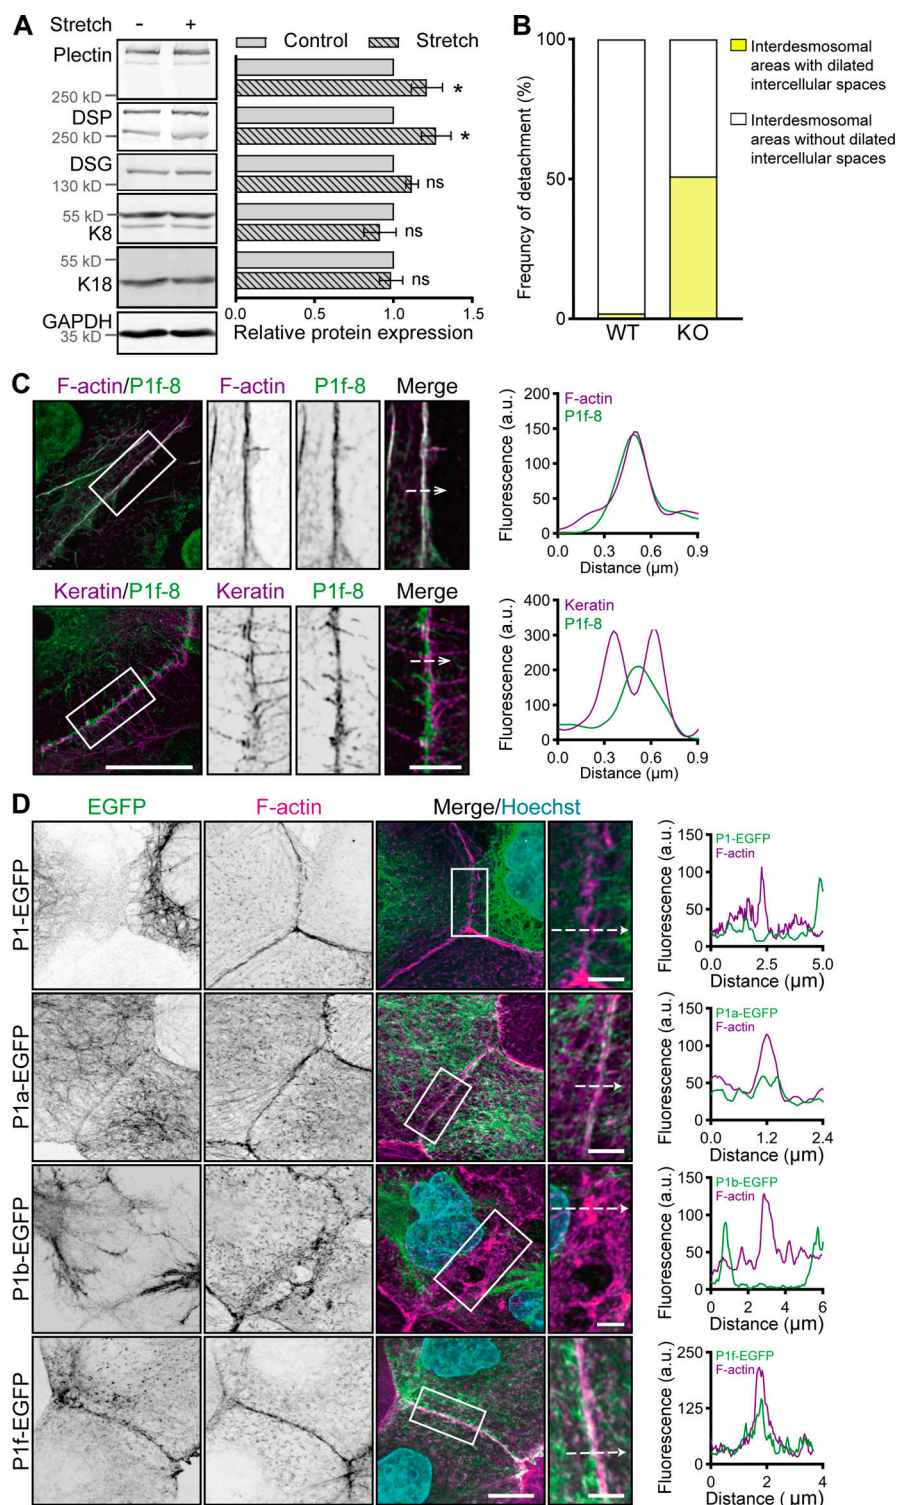 A
Stretch - +
Plectin
250 kD
DSP
250 kD
DSG
130 kD
55 kD
K8
55 kD
K18
GAPDH
35 kD
Control Stretch
*
*
ns
ns
ns
0.0 0.5 1.0 1.5
Relative protein expression
B
Frequncy of detachment (%)
100
50
0
WT KO
Interdesmosomal
areas with dilated
intercellular spaces
Interdesmosomal
areas without dilated
intercellular spaces
C
F-actin/P1f-8 F-actin P1f-8 Merge
Fluorescence (a.u.)
200
150
100
50
0
F-actin
P1f-8
0.0 0.3 0.6 0.9
Distance (µm)
Keratin/P1f-8 Keratin P1f-8 Merge
Fluorescence (a.u.)
400
300
200
100
0
Keratin
P1f-8
0.0 0.3 0.6 0.9
Distance (µm)
D
EGFP F-actin Merge/Hoechst
P1-EGFP
Fluorescence (a.u.)
150
100
50
0
P1-EGFP
F-actin
0.0 2.5 5.0
Distance (µm)
P1a-EGFP
Fluorescence (a.u.)
150
100
50
0
P1a-EGFP
F-actin
0.0 1.2 2.4
Distance (µm)
P1b-EGFP
Fluorescence (a.u.)
150
100
50
0
P1b-EGFP
F-actin
0 2 4 6
Distance (µm)
P1f-EGFP
Fluorescence (a.u.)
250
125
0
P1f-EGFP
F-actin
0 2 4
Distance (µm)